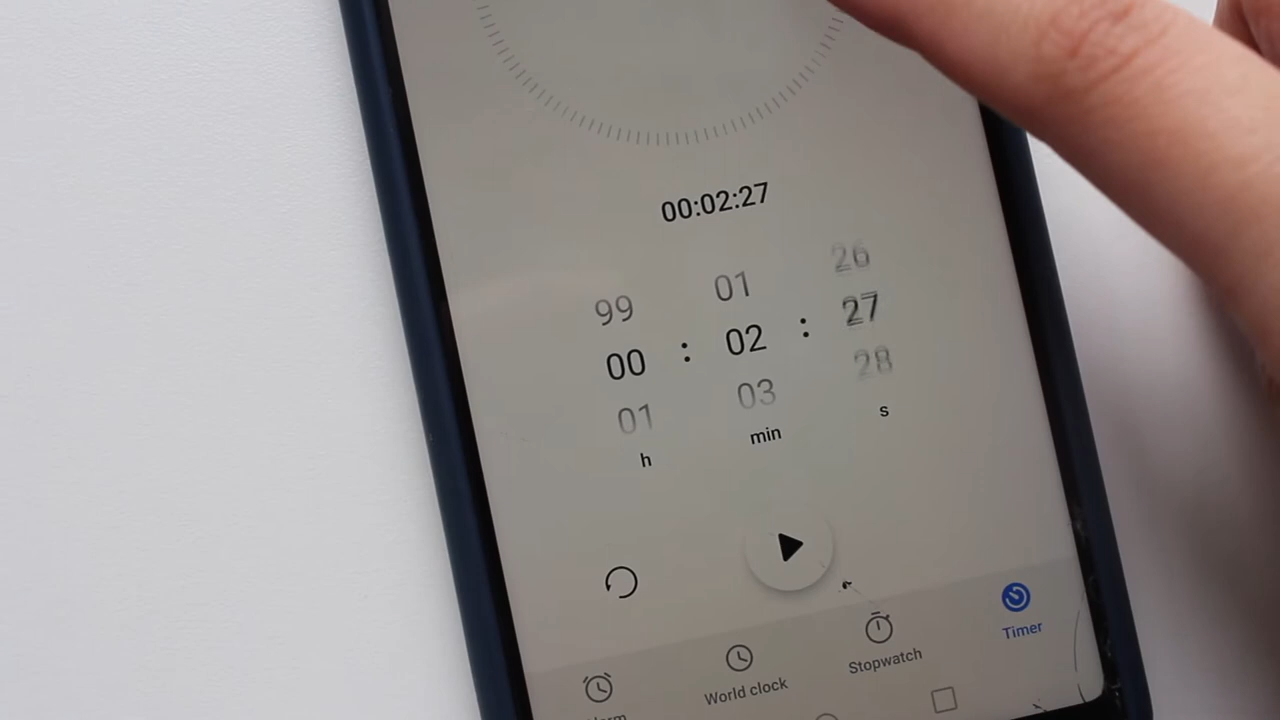 00:02:27
99 01 26
00 : 02 : 27
01 03 28
h min s
World clock
Stopwatch
Timer